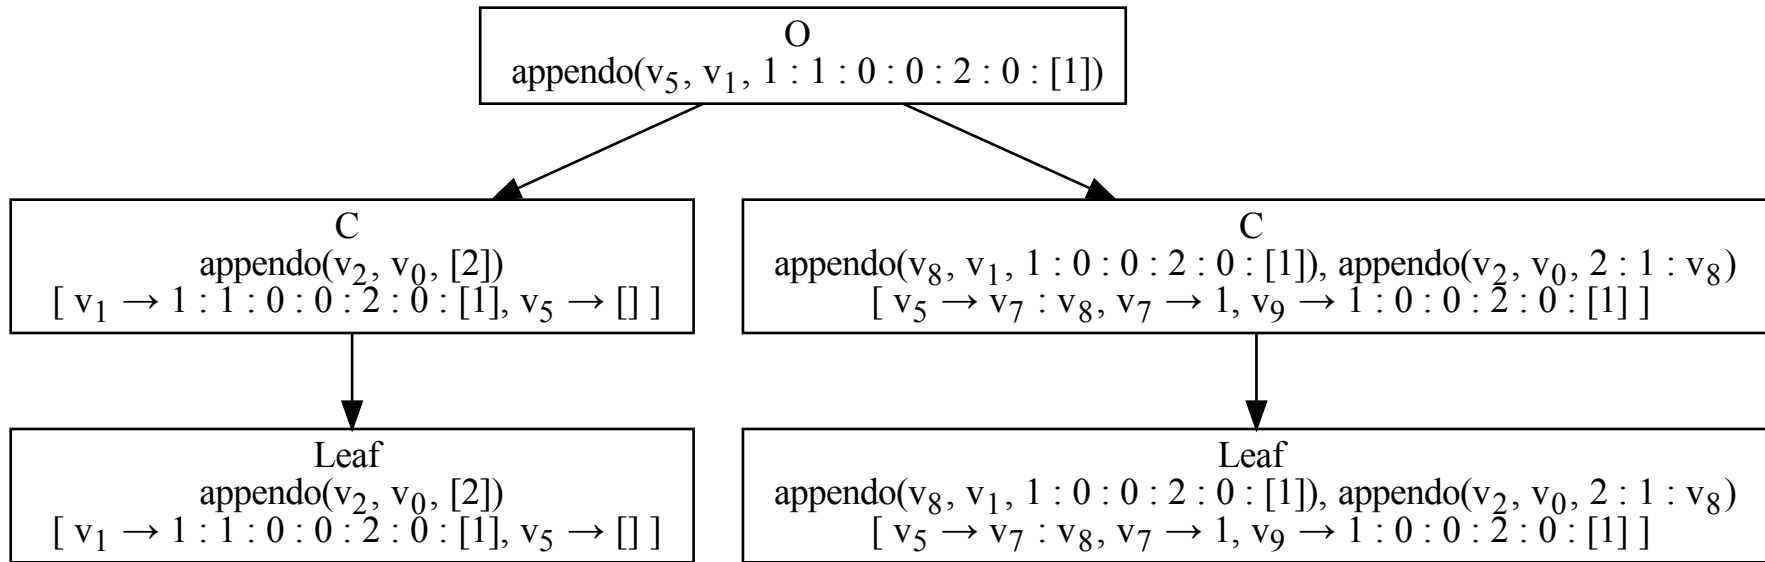 O
appendo(v₅, v₁, 1 : 1 : 0 : 0 : 2 : 0 : [1])
C
appendo(v₂, v₀, [2])
[ v₁ → 1 : 1 : 0 : 0 : 2 : 0 : [1], v₅ → [] ]
C
appendo(v₈, v₁, 1 : 0 : 0 : 2 : 0 : [1]), appendo(v₂, v₀, 2 : 1 : v₈)
[ v₅ → v₇ : v₈, v₇ → 1, v₉ → 1 : 0 : 0 : 2 : 0 : [1] ]
Leaf
appendo(v₂, v₀, [2])
[ v₁ → 1 : 1 : 0 : 0 : 2 : 0 : [1], v₅ → [] ]
Leaf
appendo(v₈, v₁, 1 : 0 : 0 : 2 : 0 : [1]), appendo(v₂, v₀, 2 : 1 : v₈)
[ v₅ → v₇ : v₈, v₇ → 1, v₉ → 1 : 0 : 0 : 2 : 0 : [1] ]